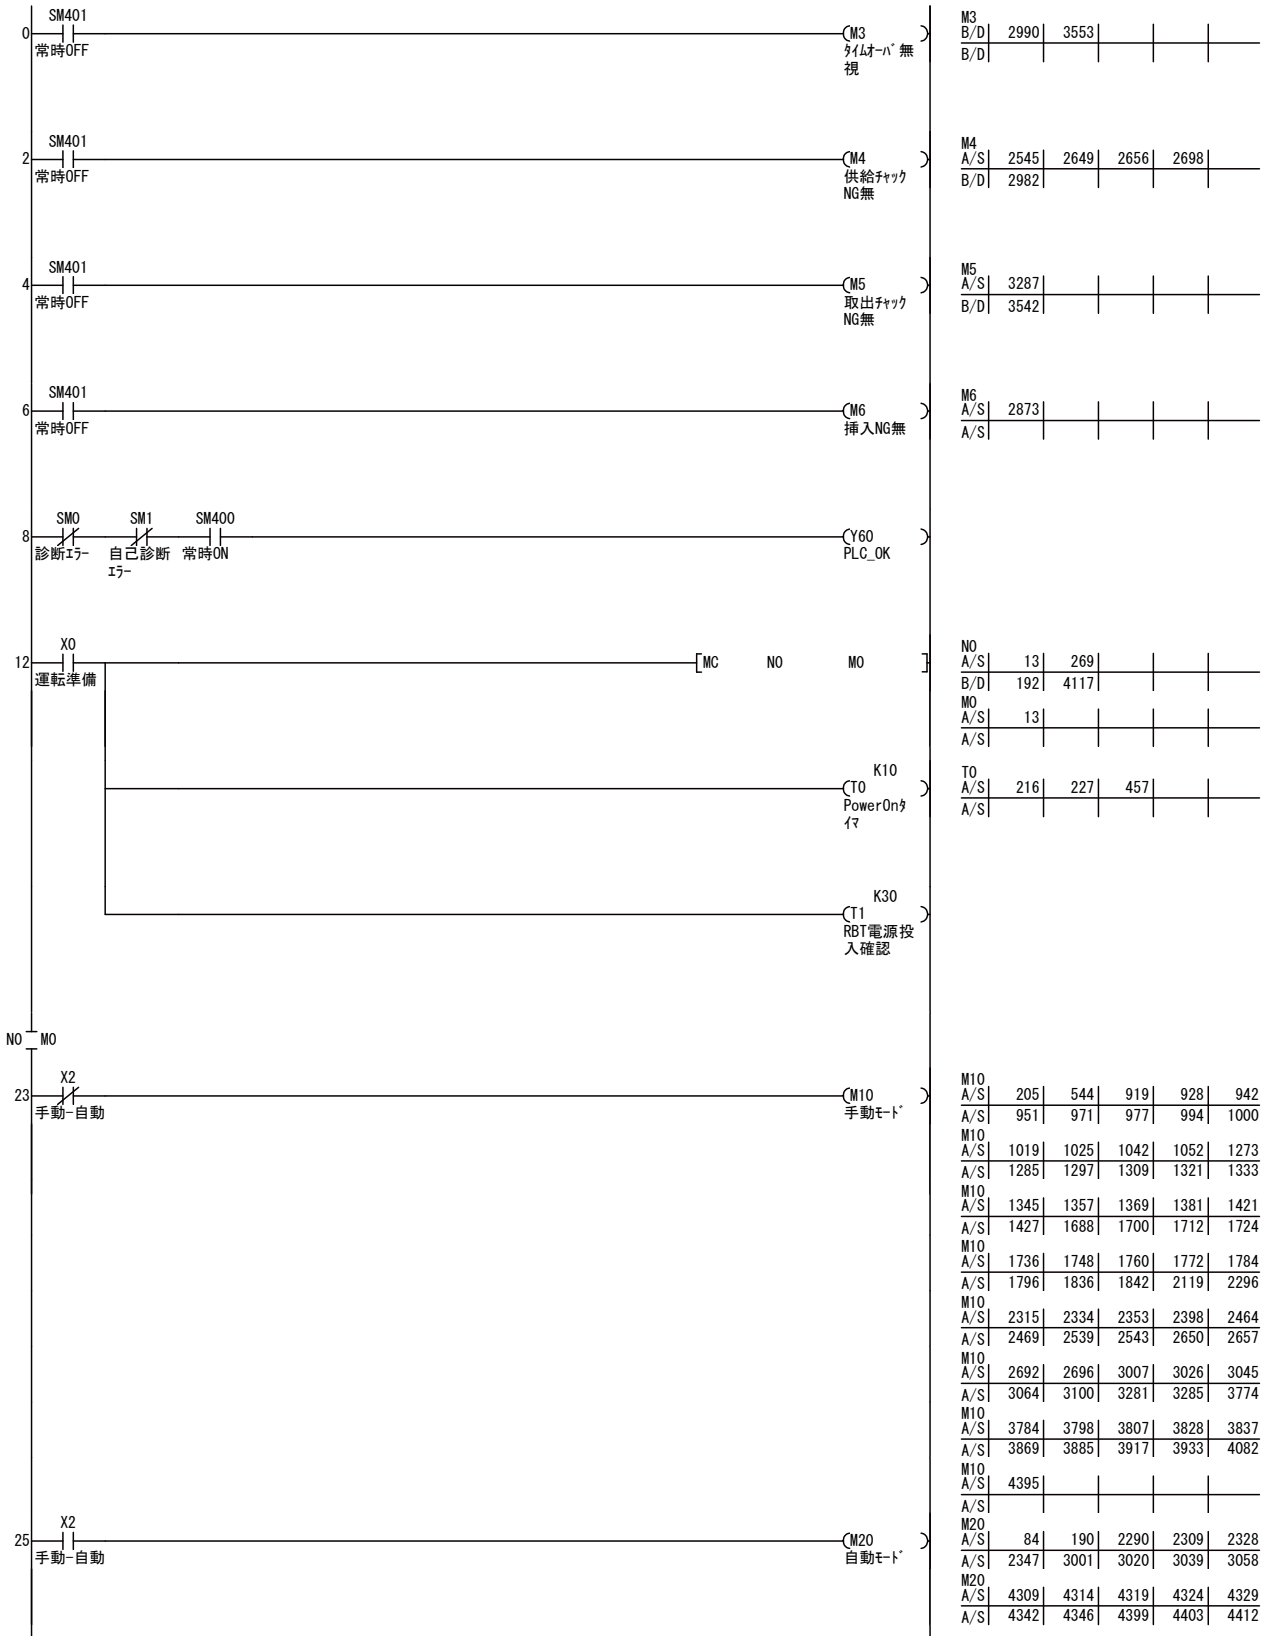 SM401
0
常時OFF
(M3
ﾀｲﾑｵｰﾊﾞ無
視
M3
B/D 2990 3553
B/D
SM401
2
常時OFF
(M4
供給ﾁｬｯｸ
NG無
M4
A/S 2545 2649 2656 2698
B/D 2982
SM401
4
常時OFF
(M5
取出ﾁｬｯｸ
NG無
M5
A/S 3287
B/D 3542
SM401
6
常時OFF
(M6
挿入NG無
M6
A/S 2873
A/S
SM0 SM1 SM400
8
診断ｴﾗｰ 自己診断 常時ON
ｴﾗｰ
(Y60
PLC_OK
X0
12
運転準備
[MC N0 M0 ]
N0
A/S 13 269
B/D 192 4117
M0
A/S 13
A/S
K10
(T0
PowerOnﾀ
ｲﾏ
T0
A/S 216 227 457
A/S
K30
(T1
RBT電源投
入確認
N0 M0
X2
23
手動-自動
(M10
手動ﾓｰﾄﾞ
M10
A/S 205 544 919 928 942
A/S 951 971 977 994 1000
M10
A/S 1019 1025 1042 1052 1273
A/S 1285 1297 1309 1321 1333
M10
A/S 1345 1357 1369 1381 1421
A/S 1427 1688 1700 1712 1724
M10
A/S 1736 1748 1760 1772 1784
A/S 1796 1836 1842 2119 2296
M10
A/S 2315 2334 2353 2398 2464
A/S 2469 2539 2543 2650 2657
M10
A/S 2692 2696 3007 3026 3045
A/S 3064 3100 3281 3285 3774
M10
A/S 3784 3798 3807 3828 3837
A/S 3869 3885 3917 3933 4082
M10
A/S 4395
A/S
X2
25
手動-自動
(M20
自動ﾓｰﾄﾞ
M20
A/S 84 190 2290 2309 2328
A/S 2347 3001 3020 3039 3058
M20
A/S 4309 4314 4319 4324 4329
A/S 4342 4346 4399 4403 4412